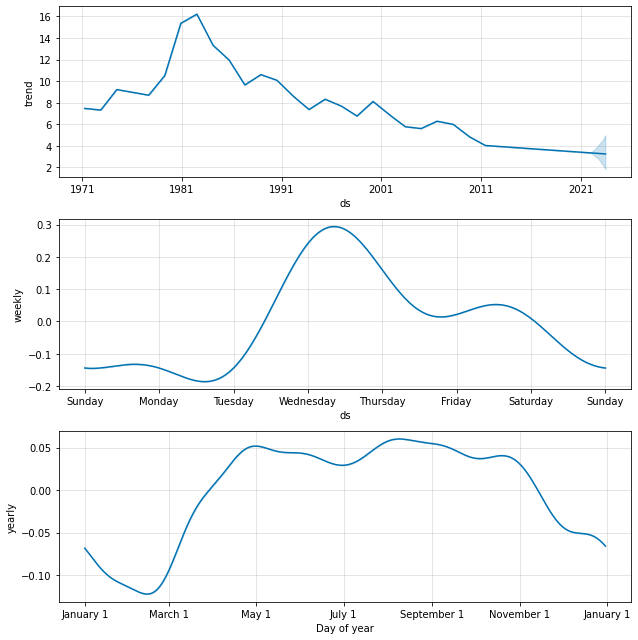 16
14
12
10
8
6
4
2
trend
1971 1981 1991 2001 2011 2021
ds
0.3
0.2
0.1
0.0
−0.1
−0.2
weekly
Sunday Monday Tuesday Wednesday Thursday Friday Saturday Sunday
ds
0.05
0.00
−0.05
−0.10
yearly
January 1 March 1 May 1 July 1 September 1 November 1 January 1
Day of year